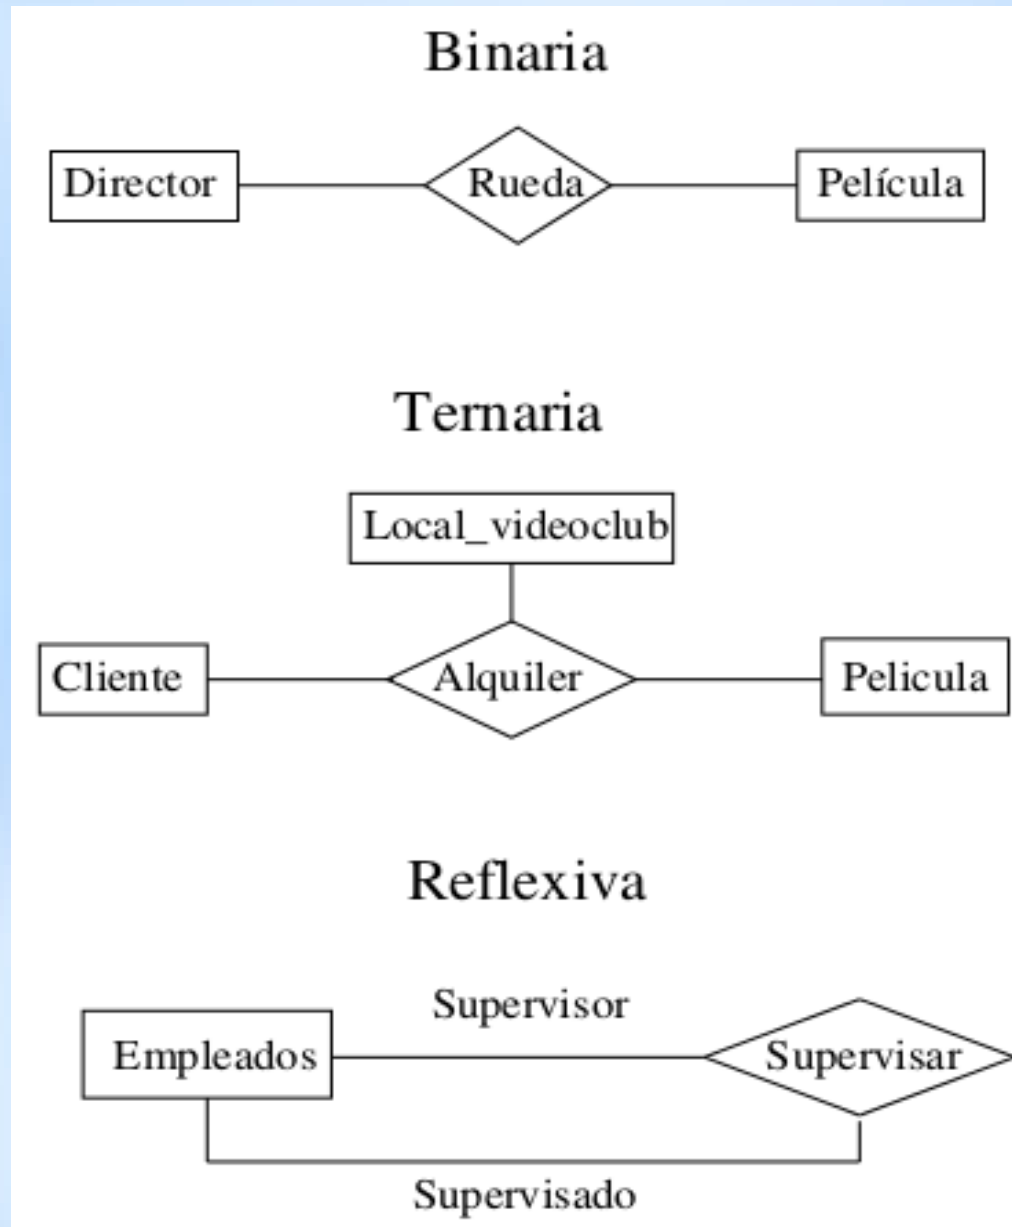 Binaria
Director Rueda Película
Ternaria
Local_videoclub
Cliente Alquiler Pelicula
Reflexiva
Supervisor
Empleados Supervisar
Supervisado